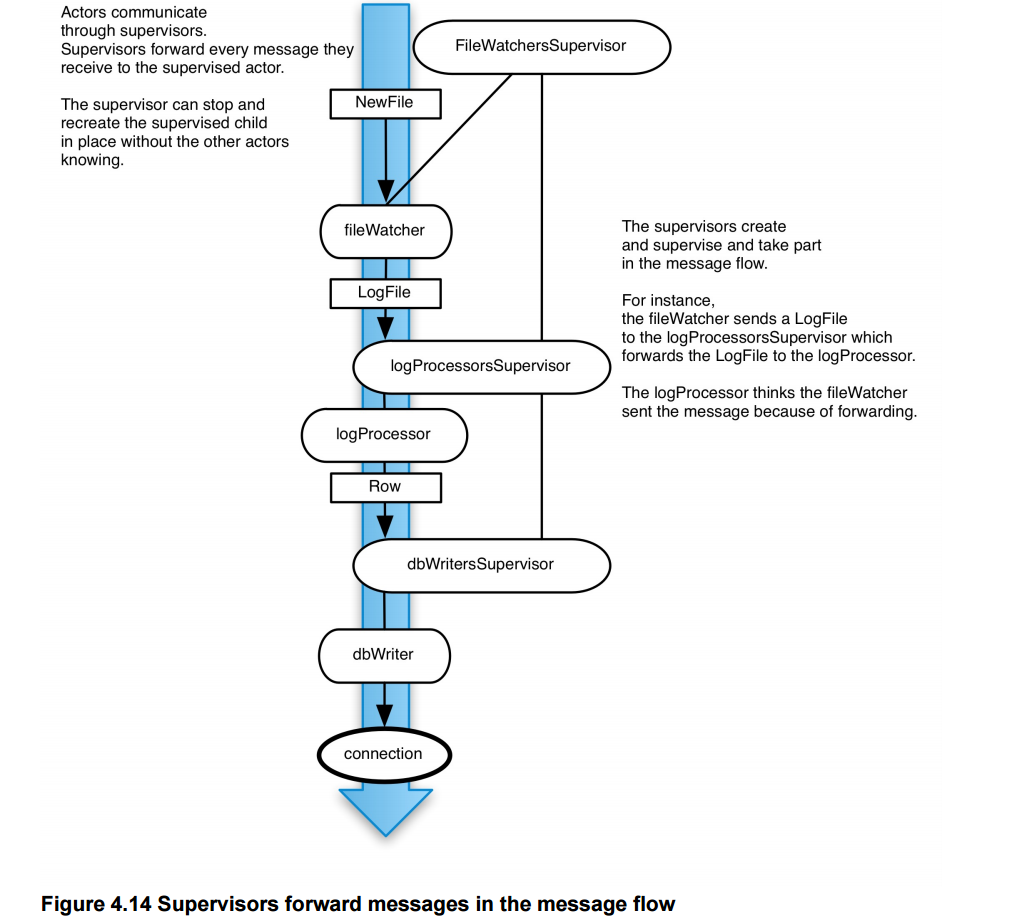 Actors communicate
through supervisors.
Supervisors forward every message they
receive to the supervised actor.
The supervisor can stop and
recreate the supervised child
in place without the other actors
knowing.
FileWatchersSupervisor
NewFile
fileWatcher
LogFile
logProcessorsSupervisor
logProcessor
Row
dbWritersSupervisor
dbWriter
connection
The supervisors create
and supervise and take part
in the message flow.
For instance,
the fileWatcher sends a LogFile
to the logProcessorsSupervisor which
forwards the LogFile to the logProcessor.
The logProcessor thinks the fileWatcher
sent the message because of forwarding.
Figure 4.14 Supervisors forward messages in the message flow